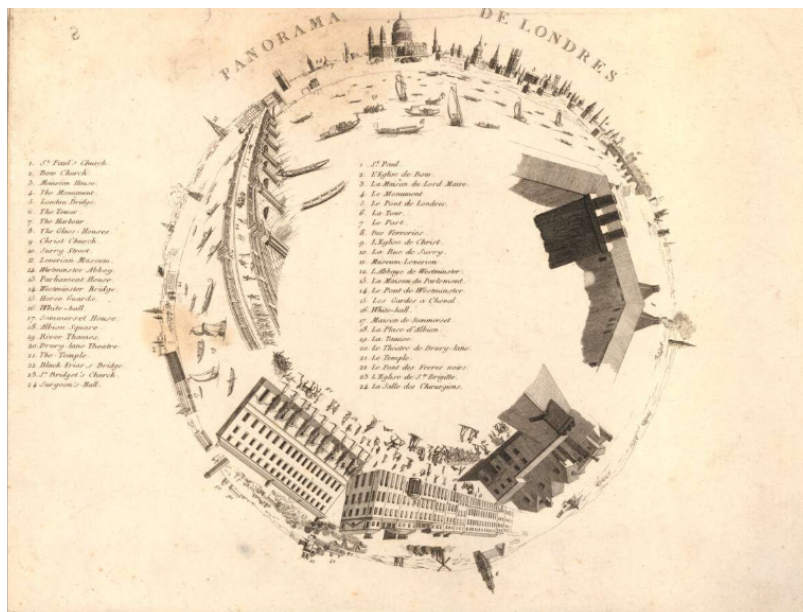 PANORAMA DE LONDRES
1. St. Paul's Church.
2. Bow Church.
3. Mansion House.
4. The Monument.
5. London Bridge.
6. The Tower.
7. The Harbour.
8. The Glass-Houses
9. Christ Church.
10. Surry Street.
11. Leverian Museum.
12. Westminster Abbey.
13. Parliament House.
14. Westminster Bridge.
15. Horse Guards.
16. White-hall.
17. Sommerset House.
18. Albion Square.
19. River Thames.
20. Drury-lane Theatre.
21. The Temple.
22. Black Friar,s Bridge
23. St. Bridget's Church.
24. Surgeon's-Hall.
1. St. Paul.
2. L'Eglise de Bow.
3. La Maison du Lord Maire.
4. Le Monument.
5. Le Pont de Londres.
6. La Tour.
7. Le Port.
8. Des Verreries.
9. L'Eglise de Christ.
10. La Rue de Surry.
11. Museum Leverien.
12. L'Abbaye de Westminster.
13. La Maison du Parlement.
14. Le Pont de Westminster.
15. Les Gardes a Cheval.
16. White-hall.
17. Maison de Sommerset.
18. La Place d'Albion.
19. La Tamise.
20. Le Théatre de Drury-lane.
21. Le Temple.
22. Le Pont des Freres noirs.
23. L'Eglise de Ste. Brigitte.
24. La Salle des Chirurgiens.